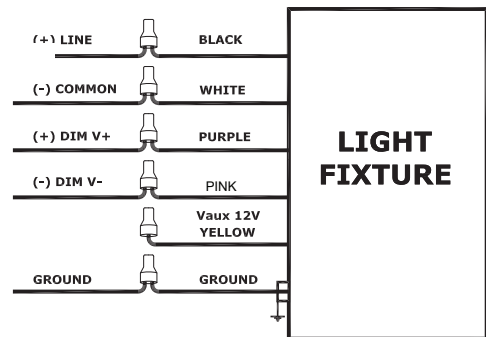 (+) LINE BLACK
(-) COMMON WHITE
(+) DIM V+ PURPLE
(-) DIM V- PINK
Vaux 12V
YELLOW
GROUND GROUND
LIGHT
FIXTURE